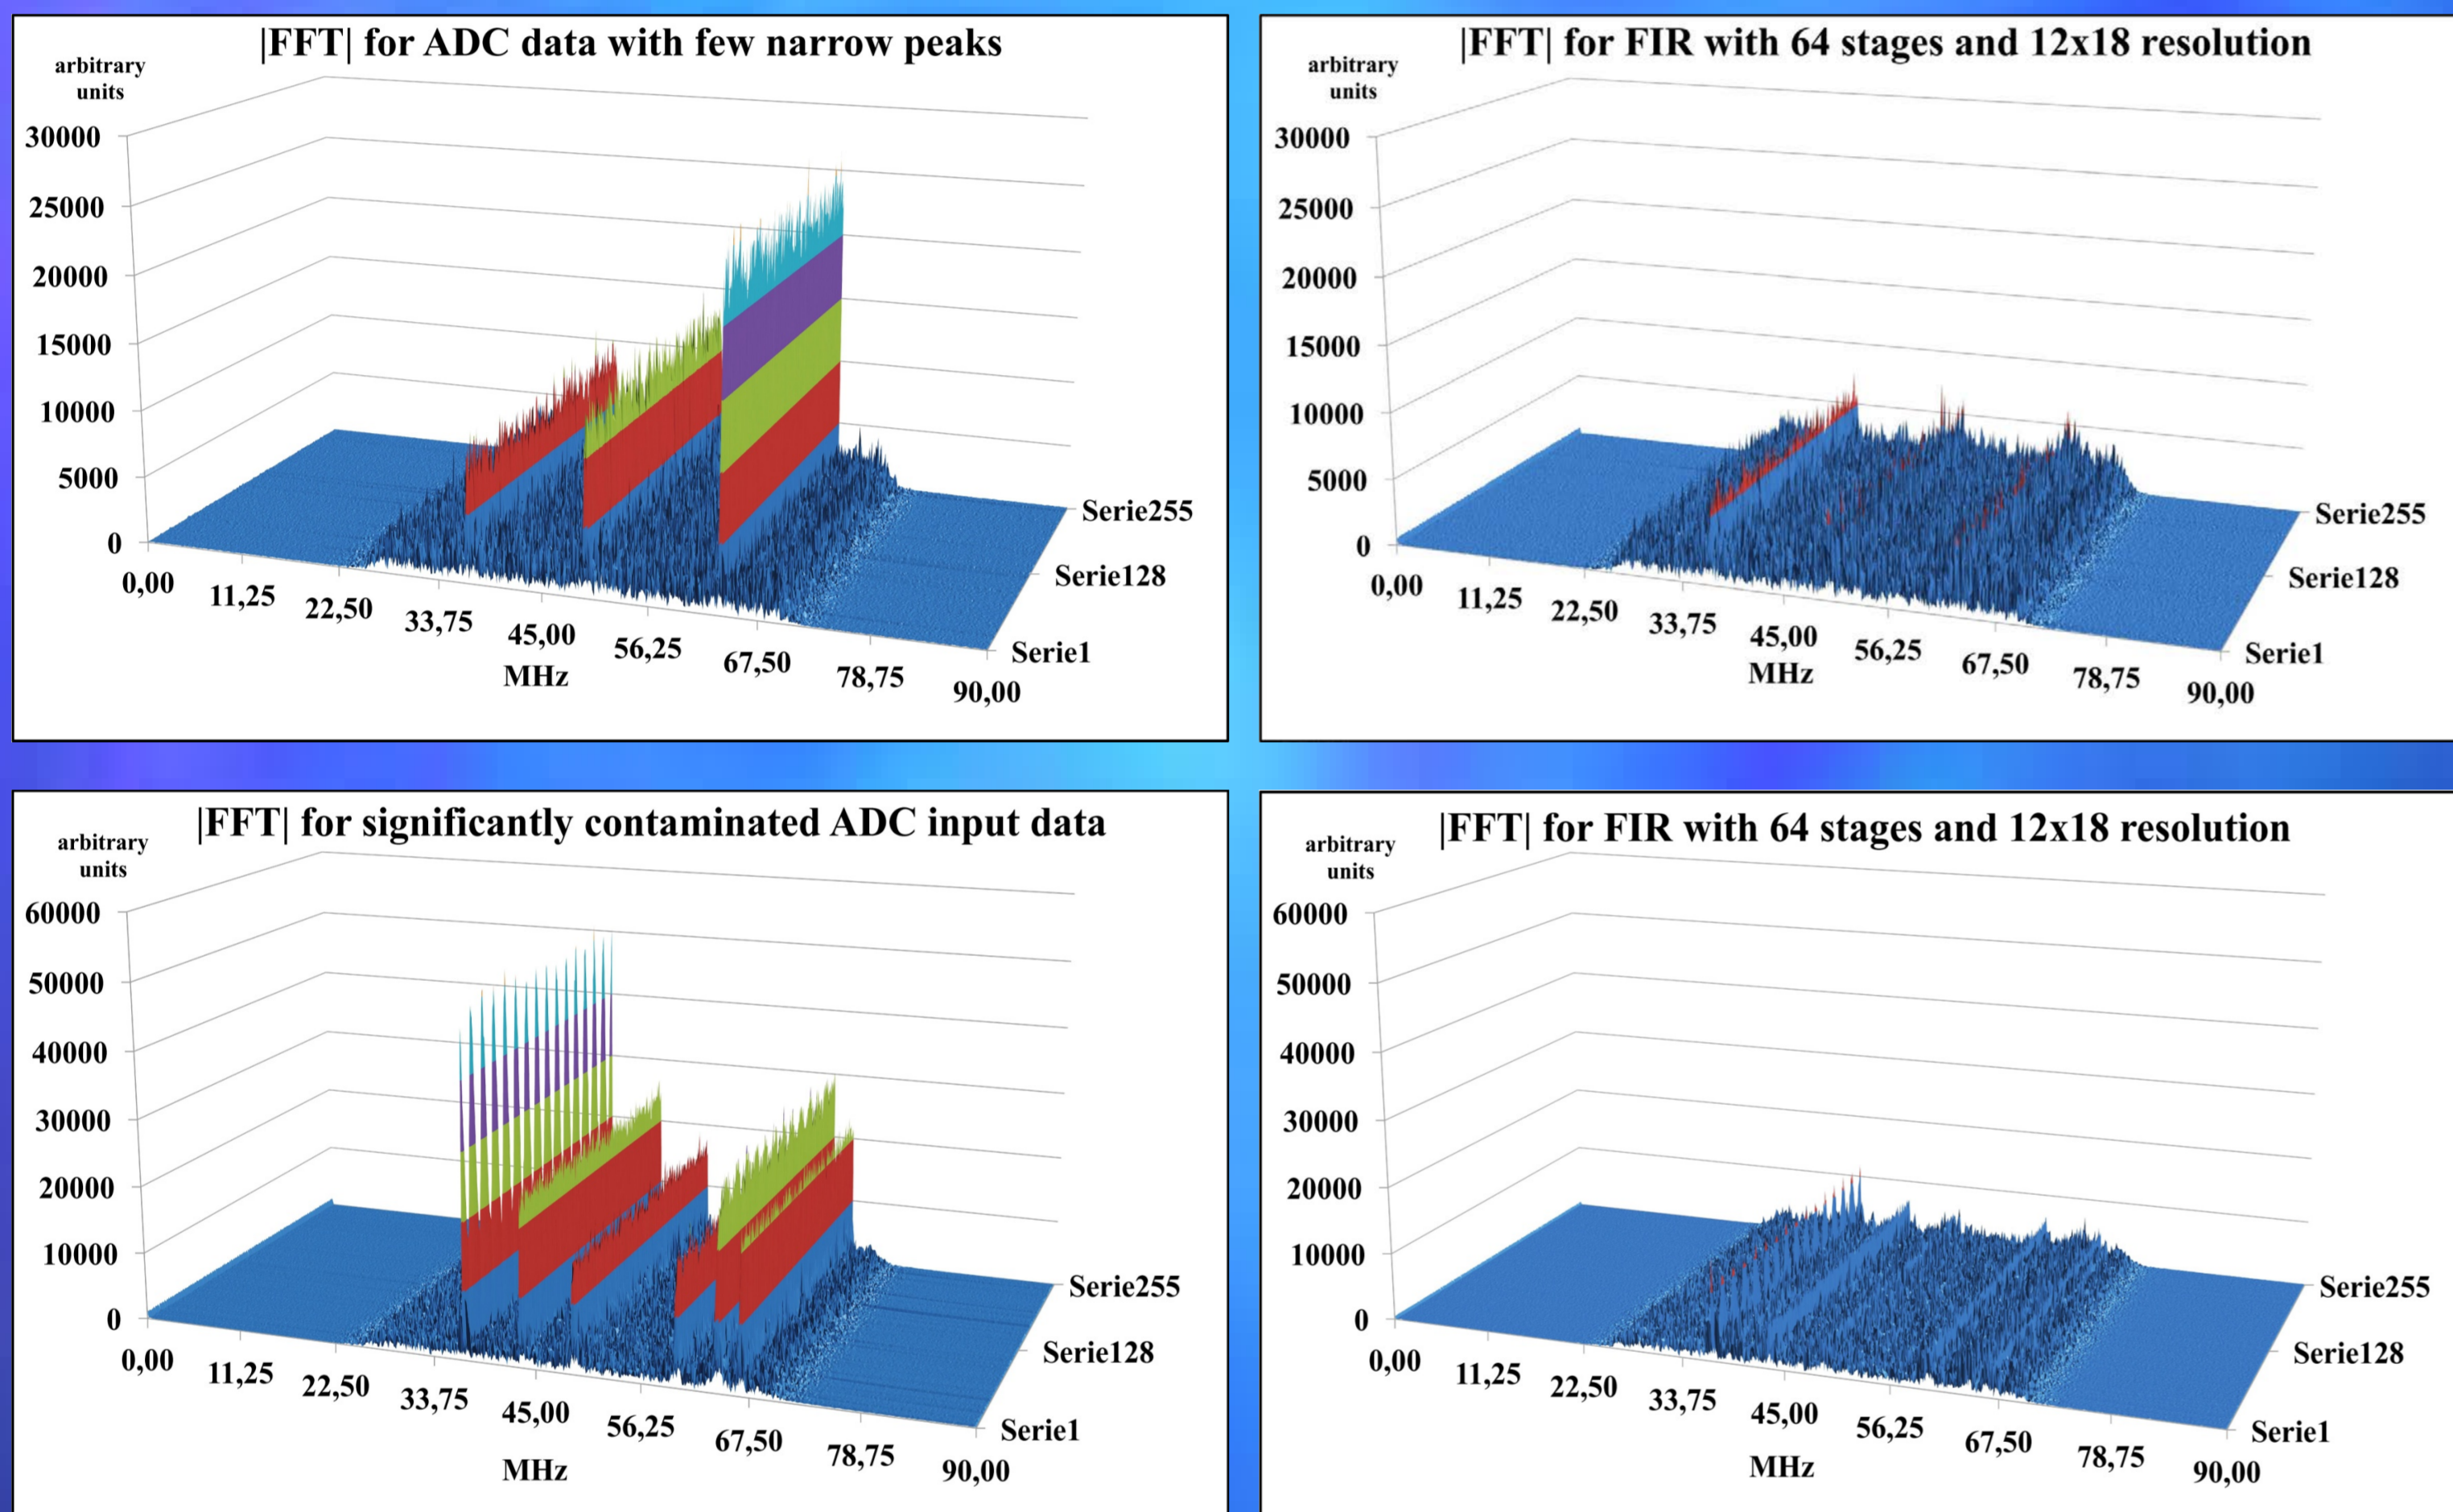 |FFT| for ADC data with few narrow peaks
arbitrary
units
30000
25000
20000
15000
10000
5000
0
0,00
11,25
22,50
33,75
45,00
56,25
67,50
78,75
90,00
MHz
Serie255
Serie128
Serie1
|FFT| for FIR with 64 stages and 12x18 resolution
arbitrary
units
30000
25000
20000
15000
10000
5000
0
0,00
11,25
22,50
33,75
45,00
56,25
67,50
78,75
90,00
MHz
Serie255
Serie128
Serie1
|FFT| for significantly contaminated ADC input data
arbitrary
units
60000
50000
40000
30000
20000
10000
0
0,00
11,25
22,50
33,75
45,00
56,25
67,50
78,75
90,00
MHz
Serie255
Serie128
Serie1
|FFT| for FIR with 64 stages and 12x18 resolution
arbitrary
units
60000
50000
40000
30000
20000
10000
0
0,00
11,25
22,50
33,75
45,00
56,25
67,50
78,75
90,00
MHz
Serie255
Serie128
Serie1